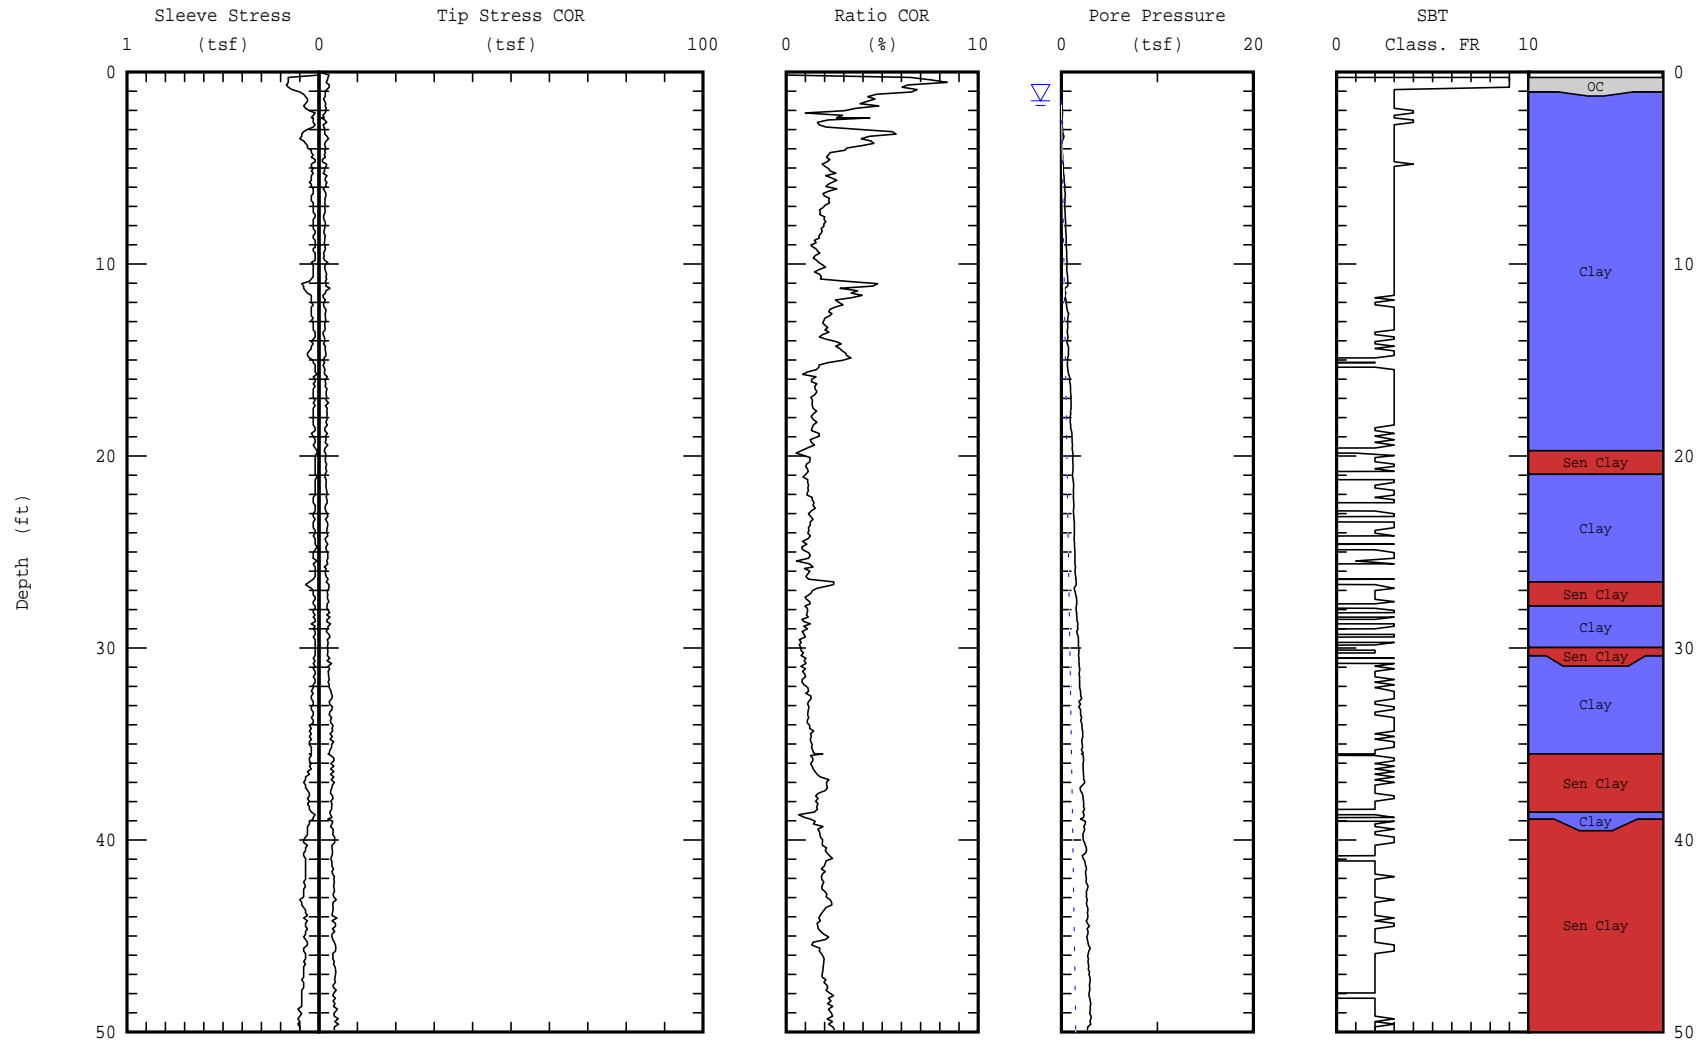 Sleeve Stress Tip Stress COR Ratio COR Pore Pressure SBT
1 (tsf) 0 (tsf) 100 0 (%) 10 0 (tsf) 20 0 Class. FR 10
0 0
OC
10 10
Clay
20 20
Sen Clay
Clay
Depth (ft)
Sen Clay
Clay
30 30
Sen Clay
Clay
Sen Clay
Clay
40 40
Sen Clay
50 50